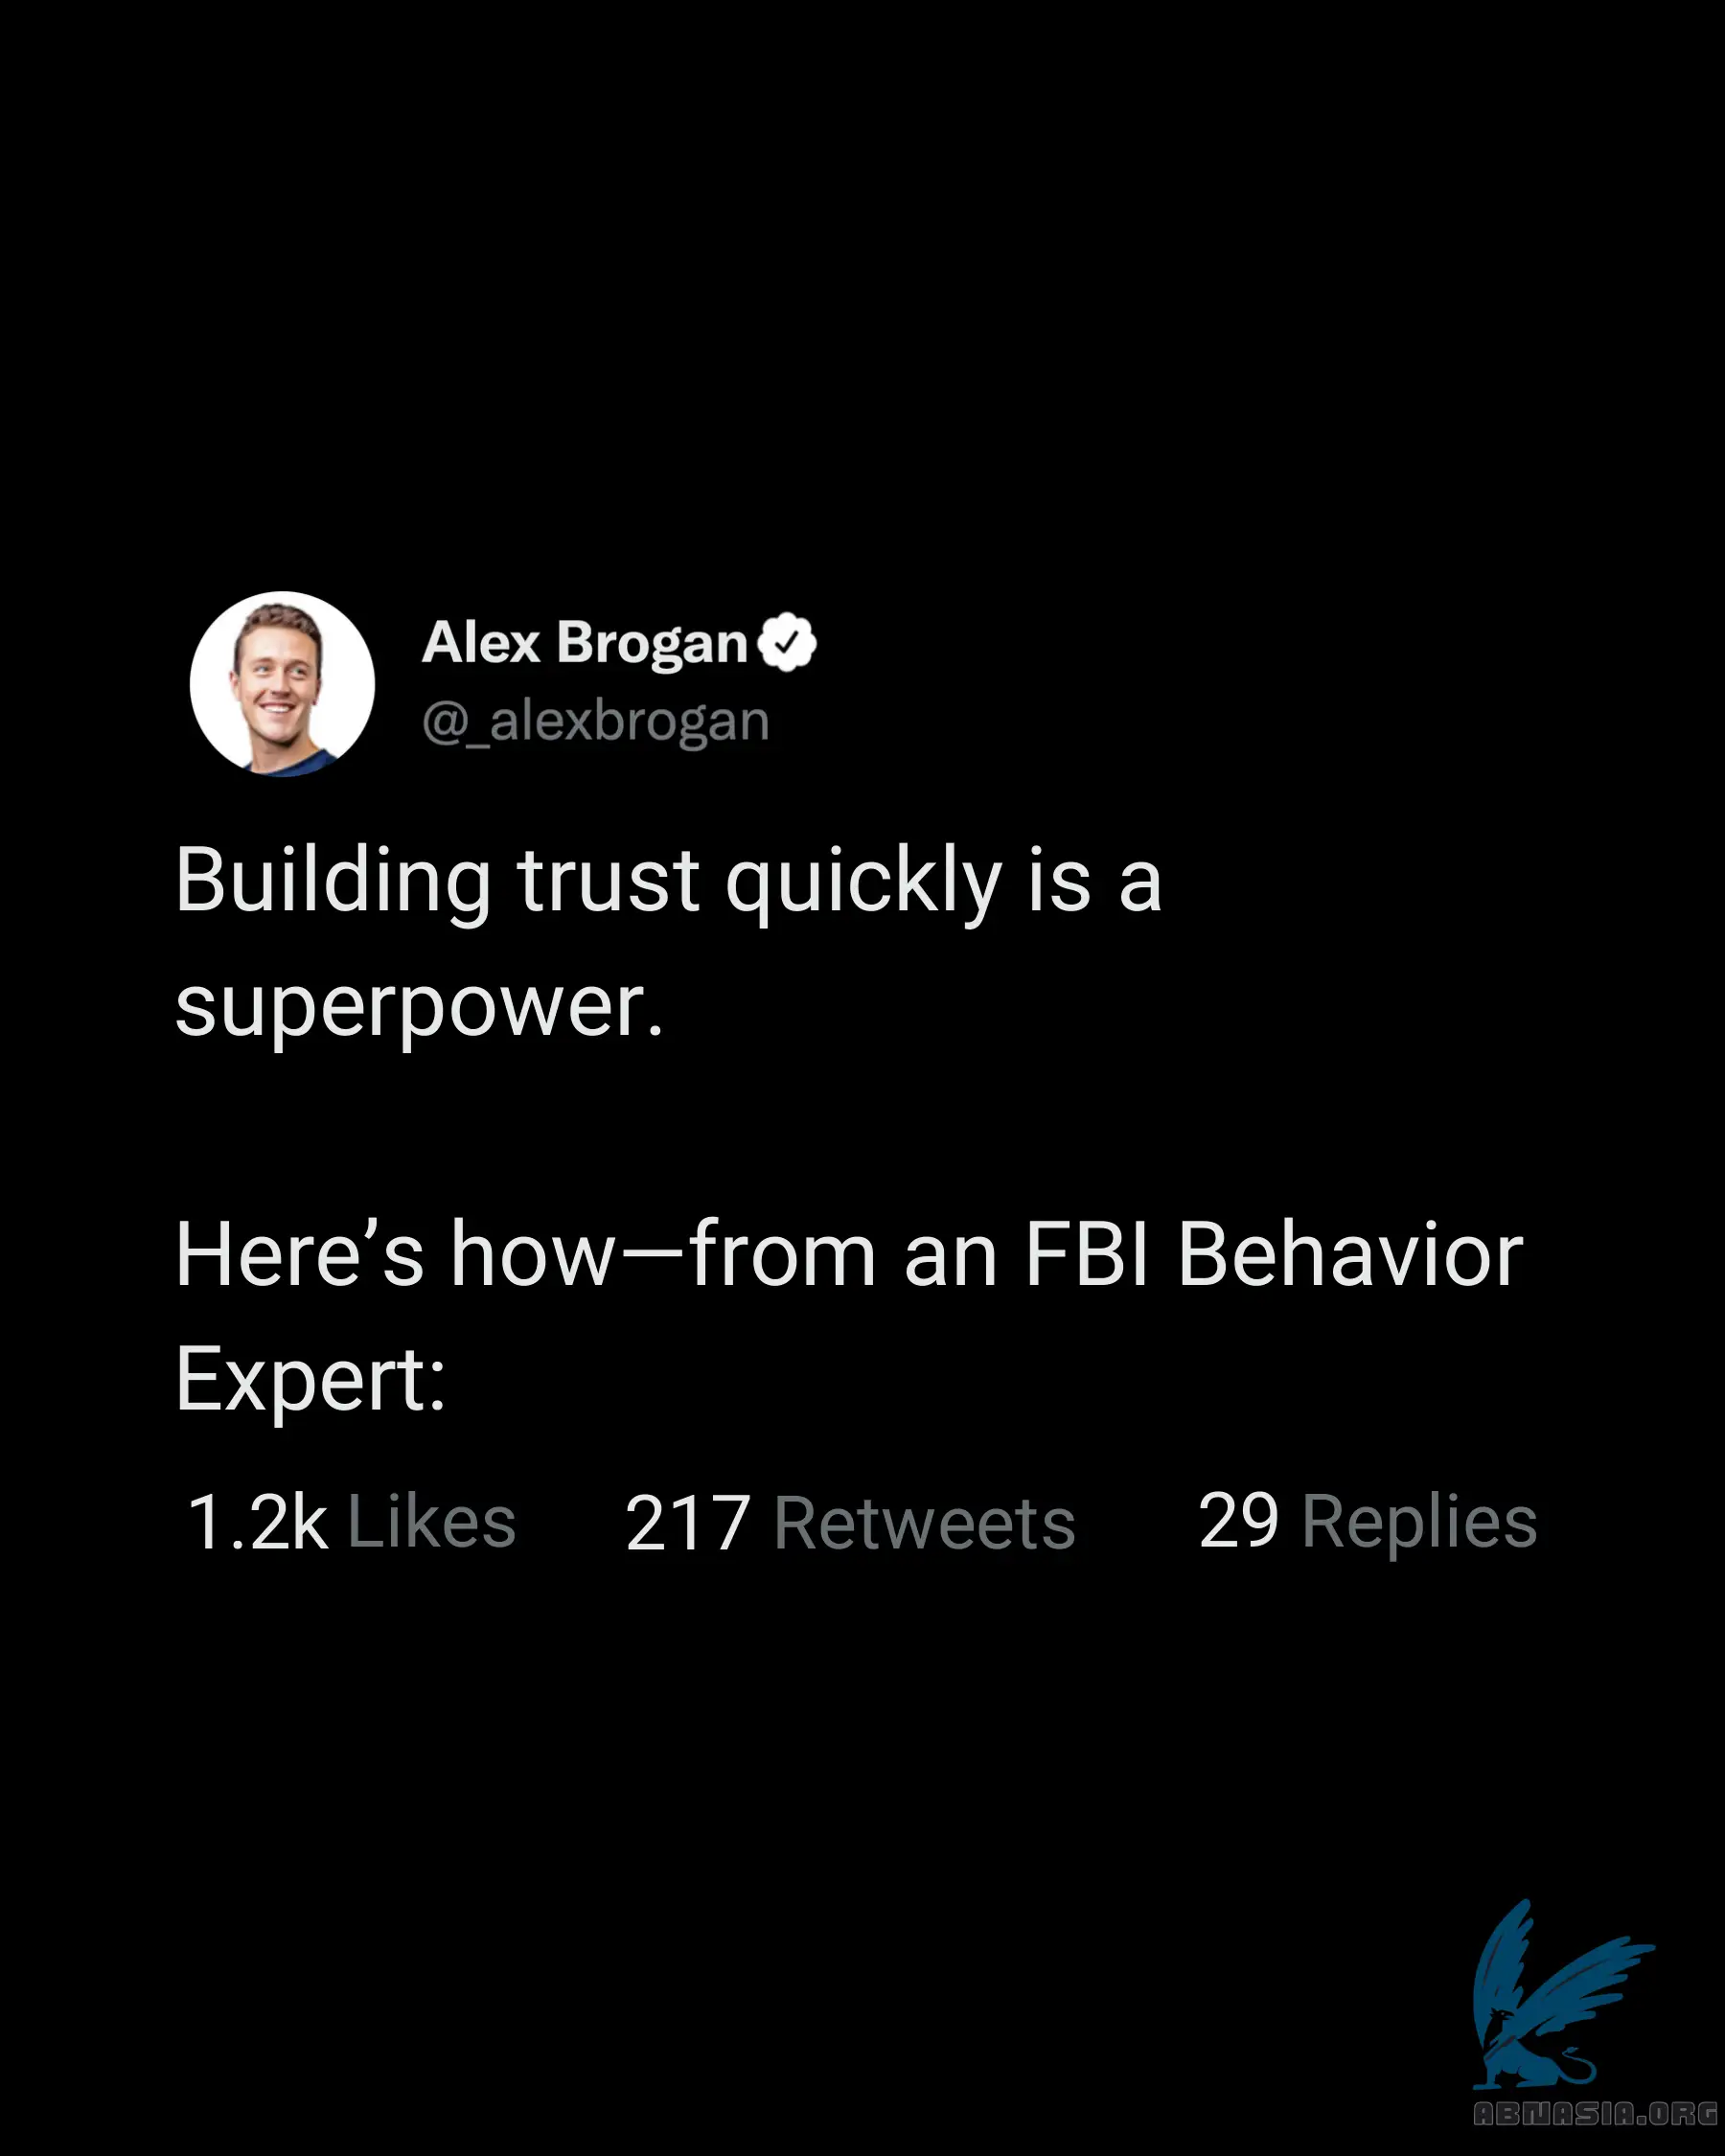 Alex Brogan
@_alexbrogan
Building trust quickly is a
superpower.
Here’s how—from an FBI Behavior
Expert:
1.2k Likes 217 Retweets 29 Replies
ABNASIA.ORG